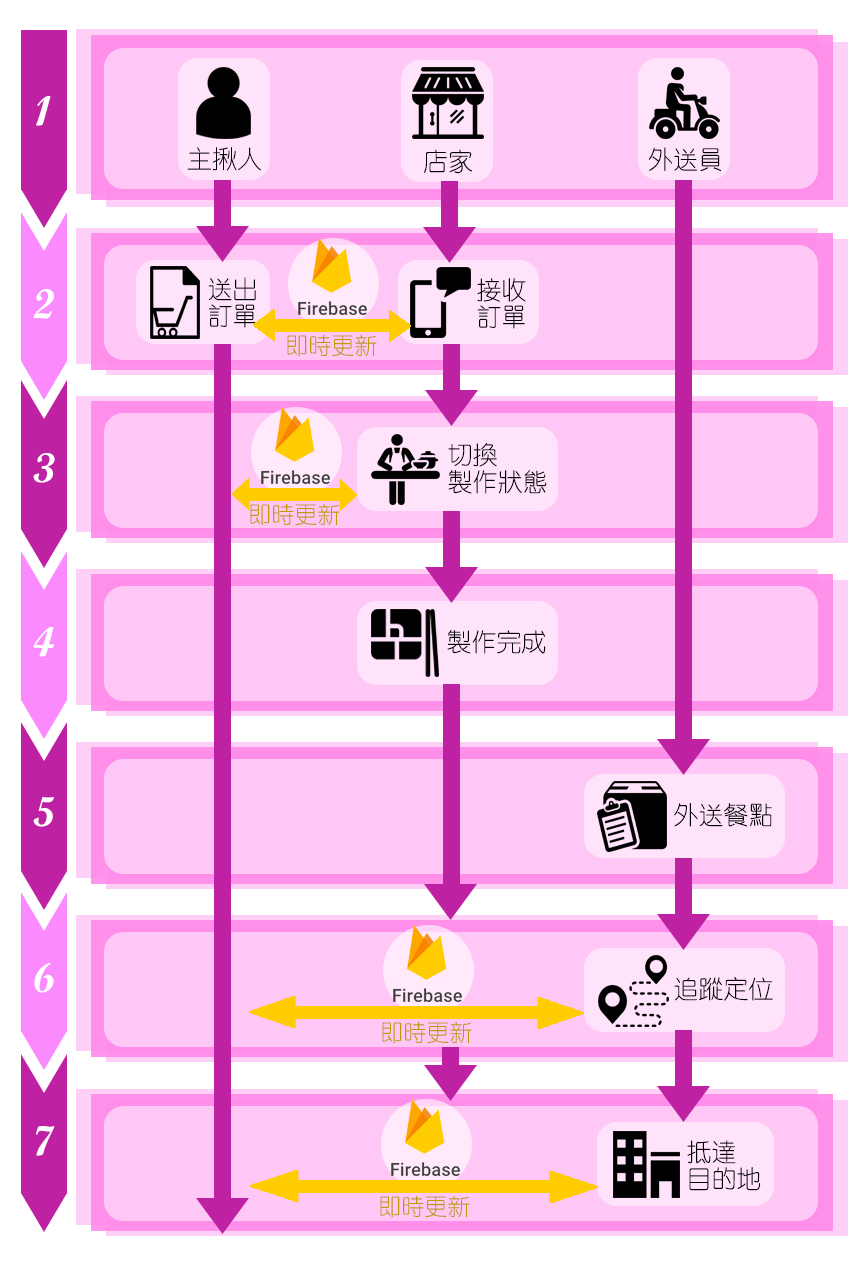 1
主揪人
店家
外送員
2
送出
訂單
Firebase
即時更新
接收
訂單
3
Firebase
即時更新
切換
製作狀態
4
製作完成
5
外送餐點
6
Firebase
即時更新
追蹤定位
7
Firebase
即時更新
抵達
目的地